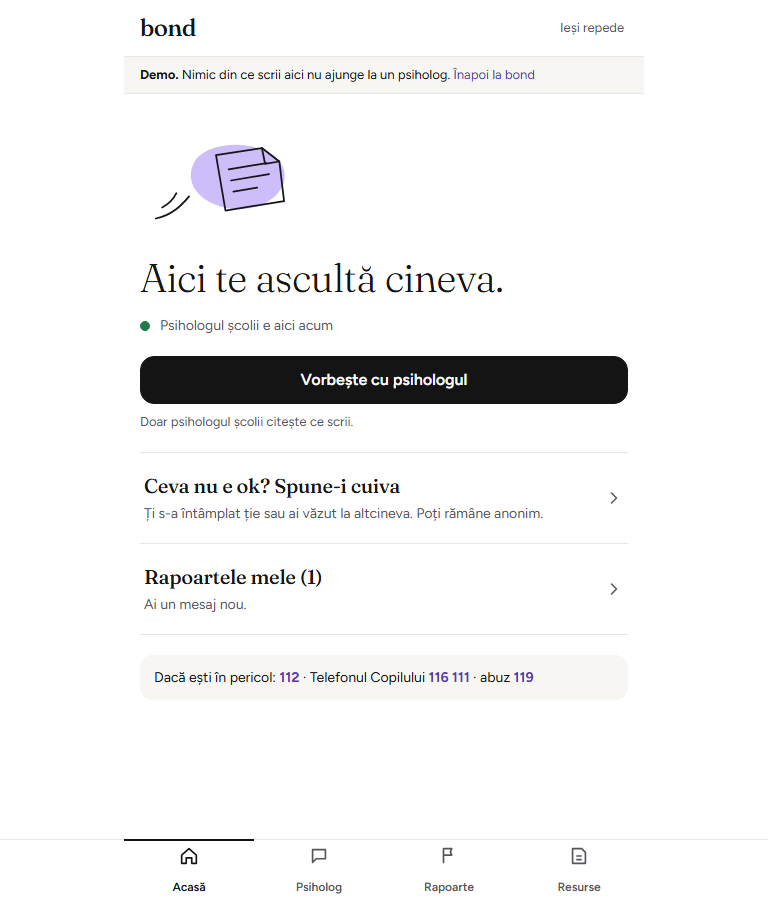 bond
Ieși repede
Demo. Nimic din ce scrii aici nu ajunge la un psiholog. Înapoi la bond
Aici te ascultă cineva.
Psihologul școlii e aici acum
Vorbește cu psihologul
Doar psihologul școlii citește ce scrii.
Ceva nu e ok? Spune-i cuiva
Ți s-a întâmplat ție sau ai văzut la altcineva. Poți rămâne anonim.
Rapoartele mele (1)
Ai un mesaj nou.
Dacă ești în pericol: 112 · Telefonul Copilului 116 111 · abuz 119
Acasă
Psiholog
Rapoarte
Resurse